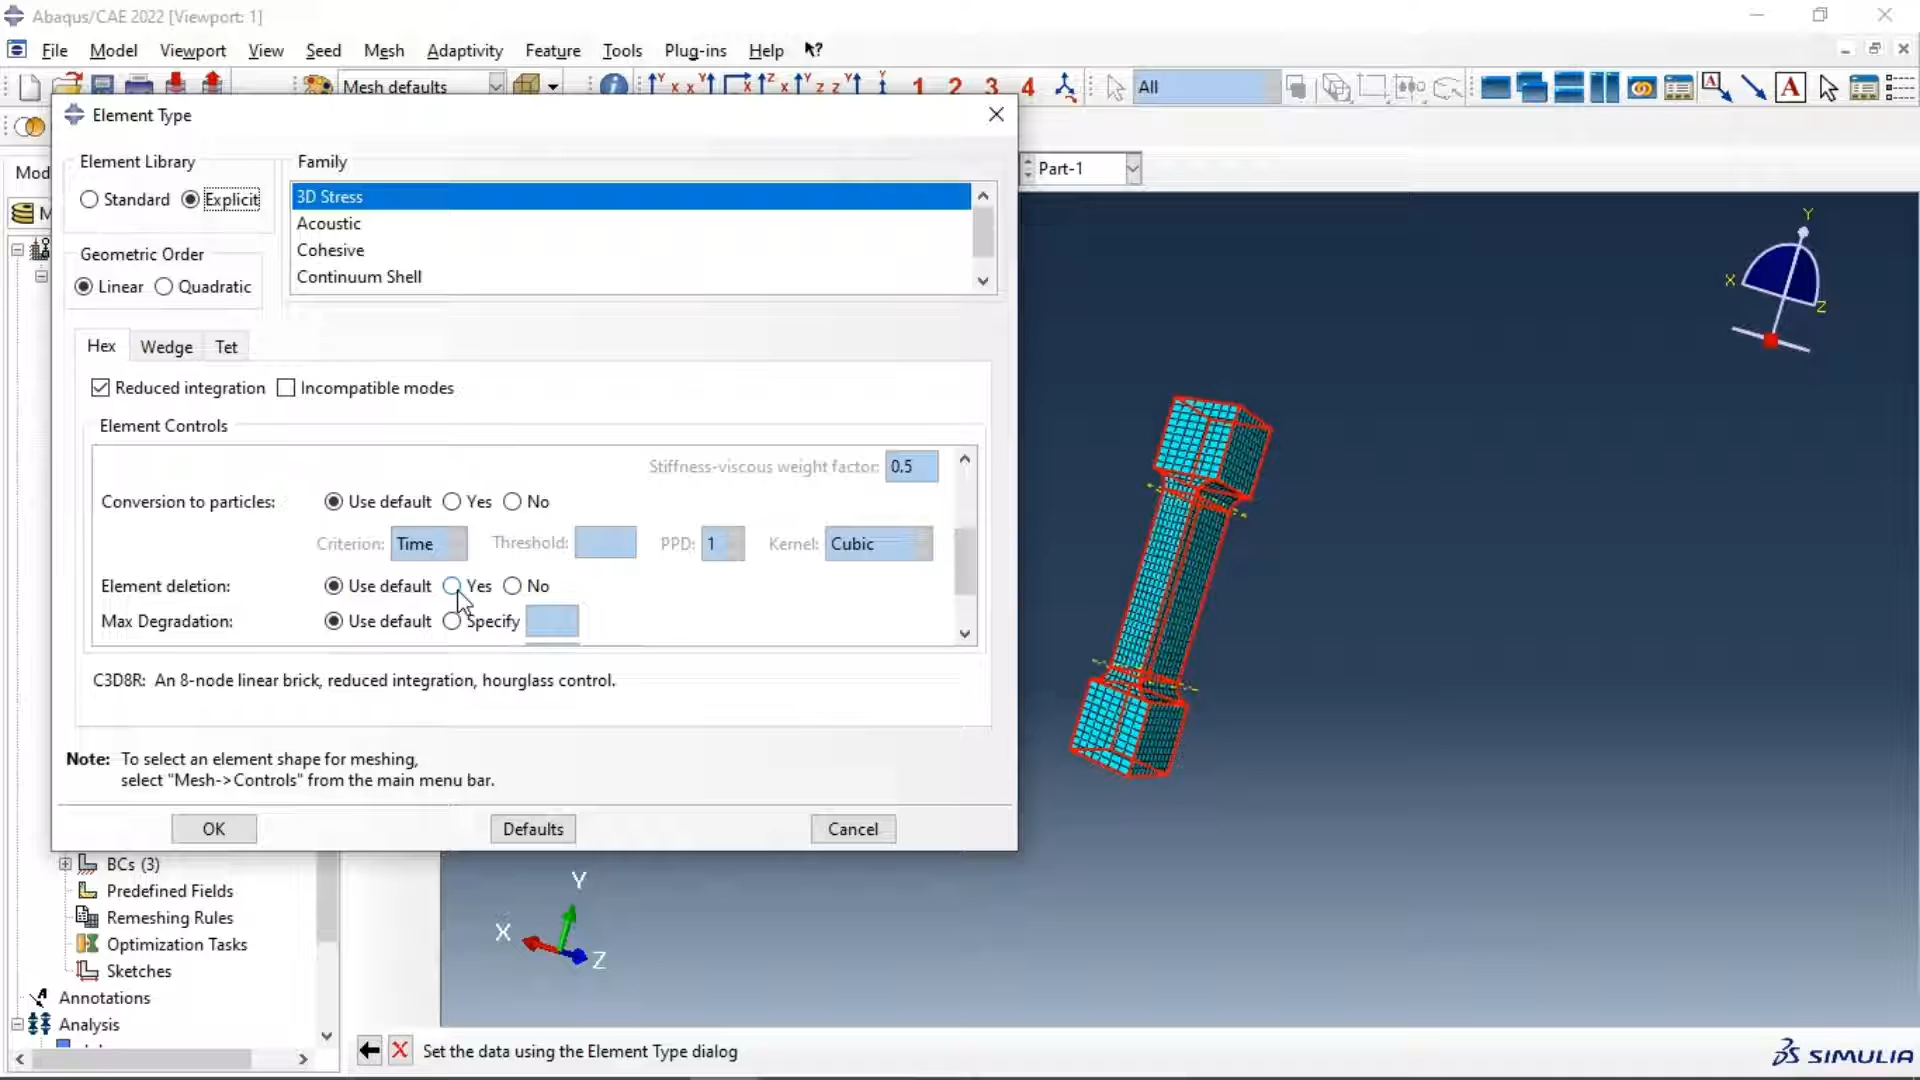 Abaqus/CAE 2022 [Viewport: 1]
File Model Viewport View Seed Mesh Adaptivity Feature Tools Plug-ins Help
Mesh defaults
1 2 3 4
All
A
A
Element Type
Mod
M
Part-1
Element Library
Standard Explicit
Geometric Order
Linear Quadratic
Family
3D Stress
Acoustic
Cohesive
Continuum Shell
Hex Wedge Tet
Reduced integration Incompatible modes
Element Controls
Stiffness-viscous weight factor: 0.5
Conversion to particles: Use default Yes No
Criterion: Time Threshold: PPD: 1 Kernel: Cubic
Element deletion: Use default Yes No
Max Degradation: Use default Specify
C3D8R: An 8-node linear brick, reduced integration, hourglass control.
Note: To select an element shape for meshing,
select "Mesh->Controls" from the main menu bar.
OK Defaults Cancel
Y
X
Z
BCs (3)
Predefined Fields
Remeshing Rules
Optimization Tasks
Sketches
Annotations
Analysis
Y
X
Z
Set the data using the Element Type dialog
SIMULIA